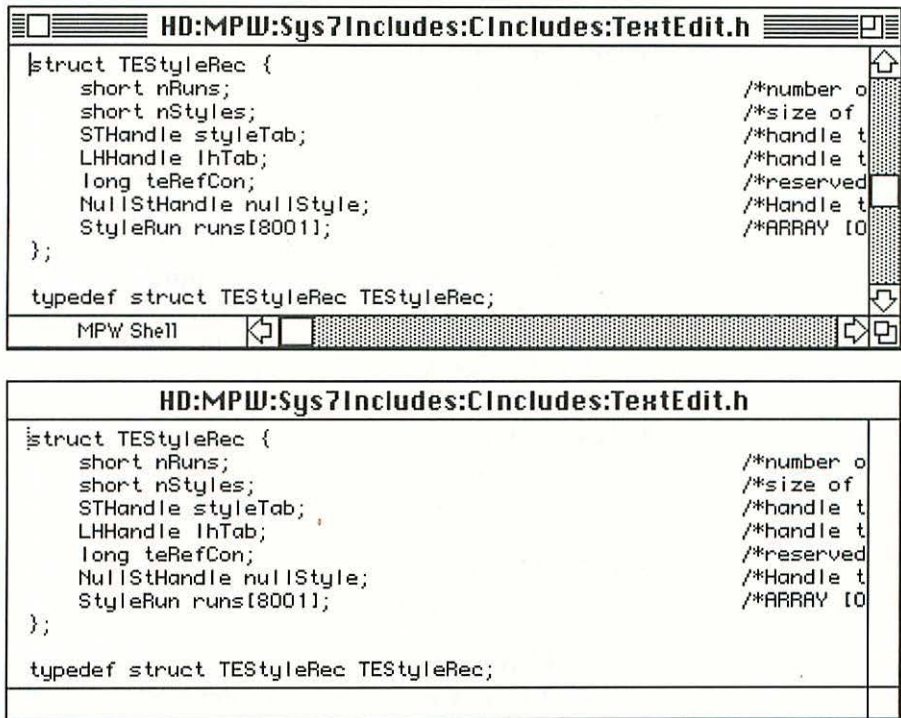 HD:MPW:Sys7Includes:CIncludes:TextEdit.h
struct TEStyleRec {
short nRuns; /*number o
short nStyles; /*size of
STHandle styleTab; /*handle t
LHHandle lhTab; /*handle t
long teRefCon; /*reserved
NullStHandle nullStyle; /*Handle t
StyleRun runs[8001]; /*ARRAY [0
};
typedef struct TEStyleRec TEStyleRec;
MPW Shell
HD:MPW:Sys7Includes:CIncludes:TextEdit.h
struct TEStyleRec {
short nRuns; /*number o
short nStyles; /*size of
STHandle styleTab; /*handle t
LHHandle lhTab; /*handle t
long teRefCon; /*reserved
NullStHandle nullStyle; /*Handle t
StyleRun runs[8001]; /*ARRAY [0
};
typedef struct TEStyleRec TEStyleRec;